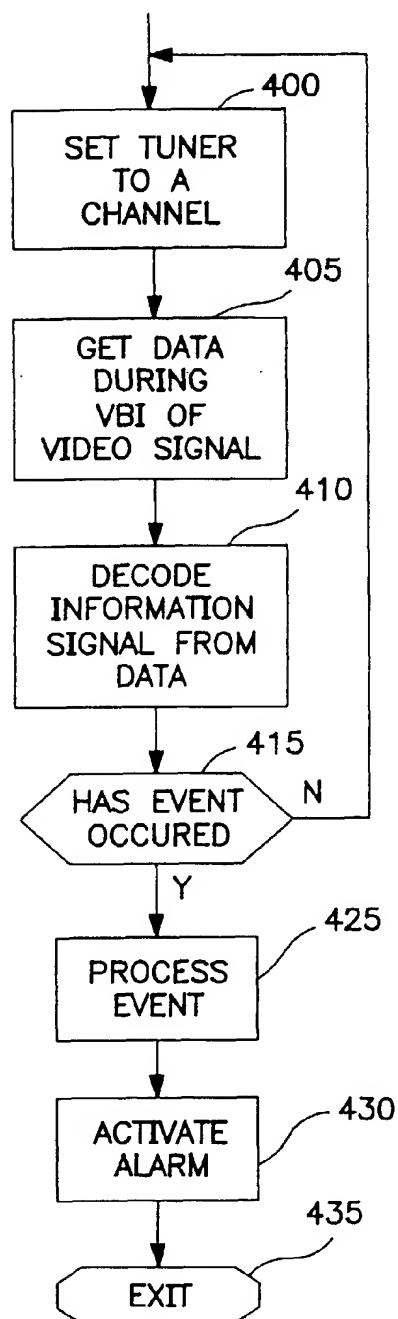 400
SET TUNER
TO A
CHANNEL
405
GET DATA
DURING
VBI OF
VIDEO SIGNAL
410
DECODE
INFORMATION
SIGNAL FROM
DATA
415
HAS EVENT
OCCURED
N
Y
425
PROCESS
EVENT
430
ACTIVATE
ALARM
435
EXIT